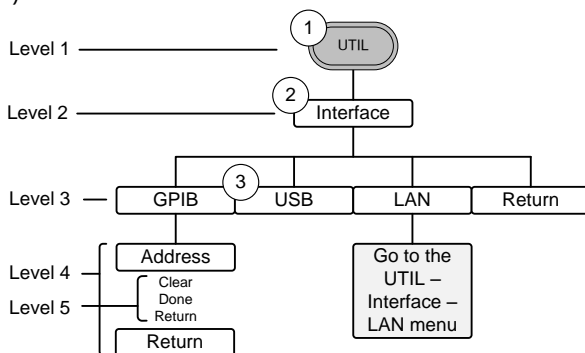 )
1
Level 1
UTIL
2
Level 2
Interface
3
Level 3
GPIB
USB
LAN
Return
Level 4
Address
Level 5
Clear
Done
Return
Return
Go to the
UTIL –
Interface –
LAN menu